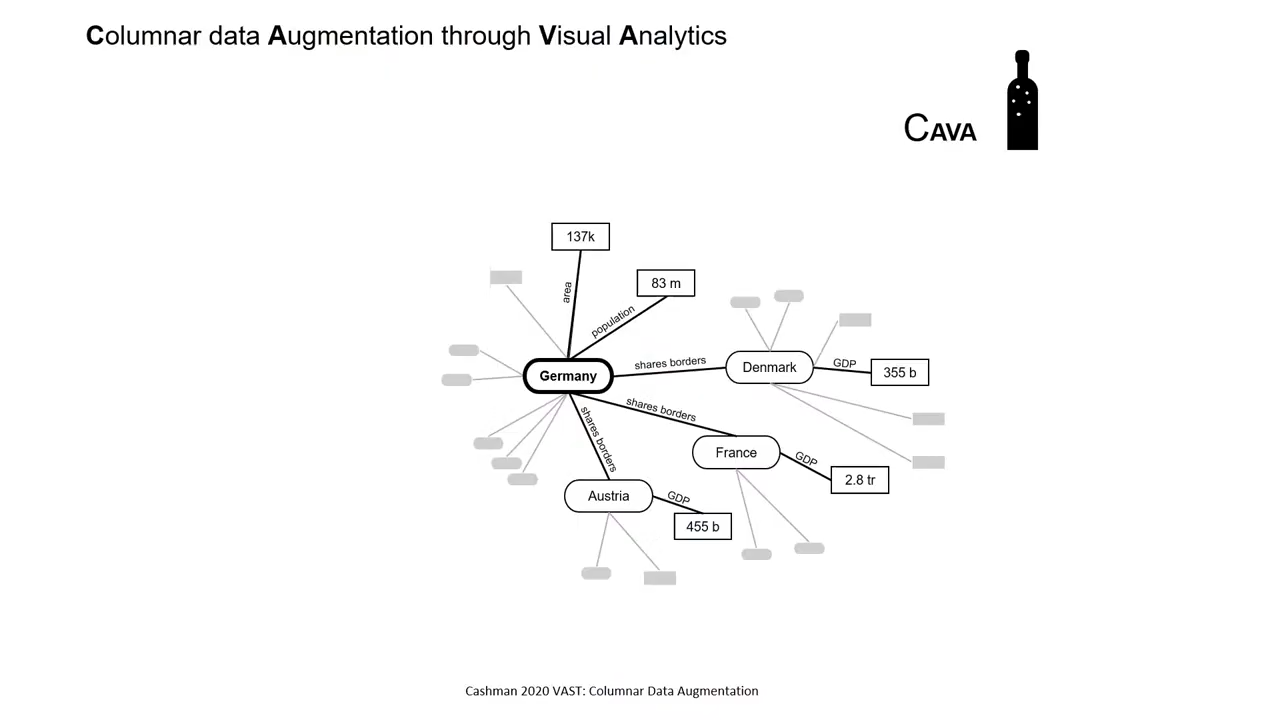 Columnar data Augmentation through Visual Analytics
CAVA
137k
area
83 m
population
Germany
shares borders
Denmark
GDP
355 b
shares borders
France
GDP
2.8 tr
shares borders
Austria
GDP
455 b
Cashman 2020 VAST: Columnar Data Augmentation